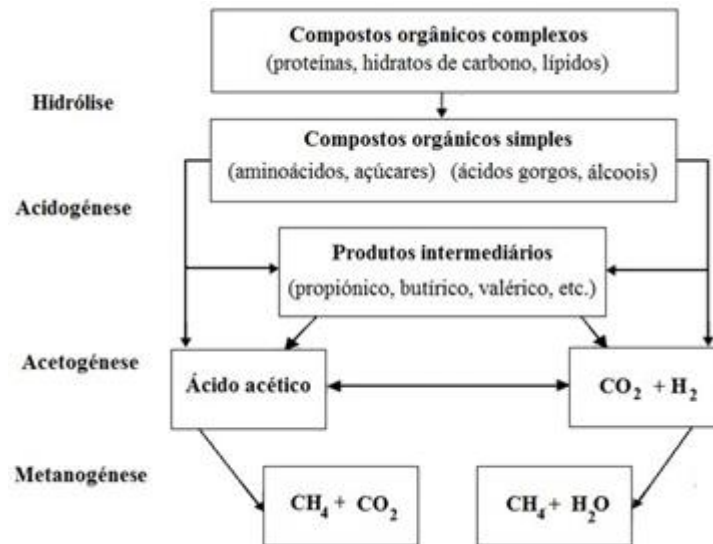 Compostos orgânicos complexos
(proteínas, hidratos de carbono, lípidos)
Hidrólise
Compostos orgánicos simples
(aminoácidos, açúcares) (ácidos gorgos, álcoois)
Acidogénese
Produtos intermediários
(propiónico, butírico, valérico, etc.)
Acetogénese
Ácido acético
CO₂ + H₂
Metanogénese
CH₄ + CO₂
CH₄ + H₂O